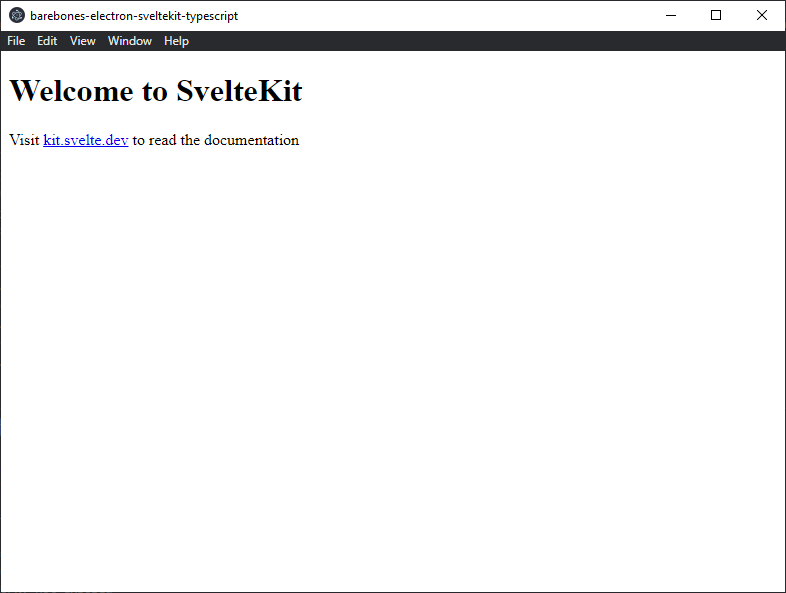 barebones-electron-sveltekit-typescript
File Edit View Window Help
Welcome to SvelteKit
Visit kit.svelte.dev to read the documentation